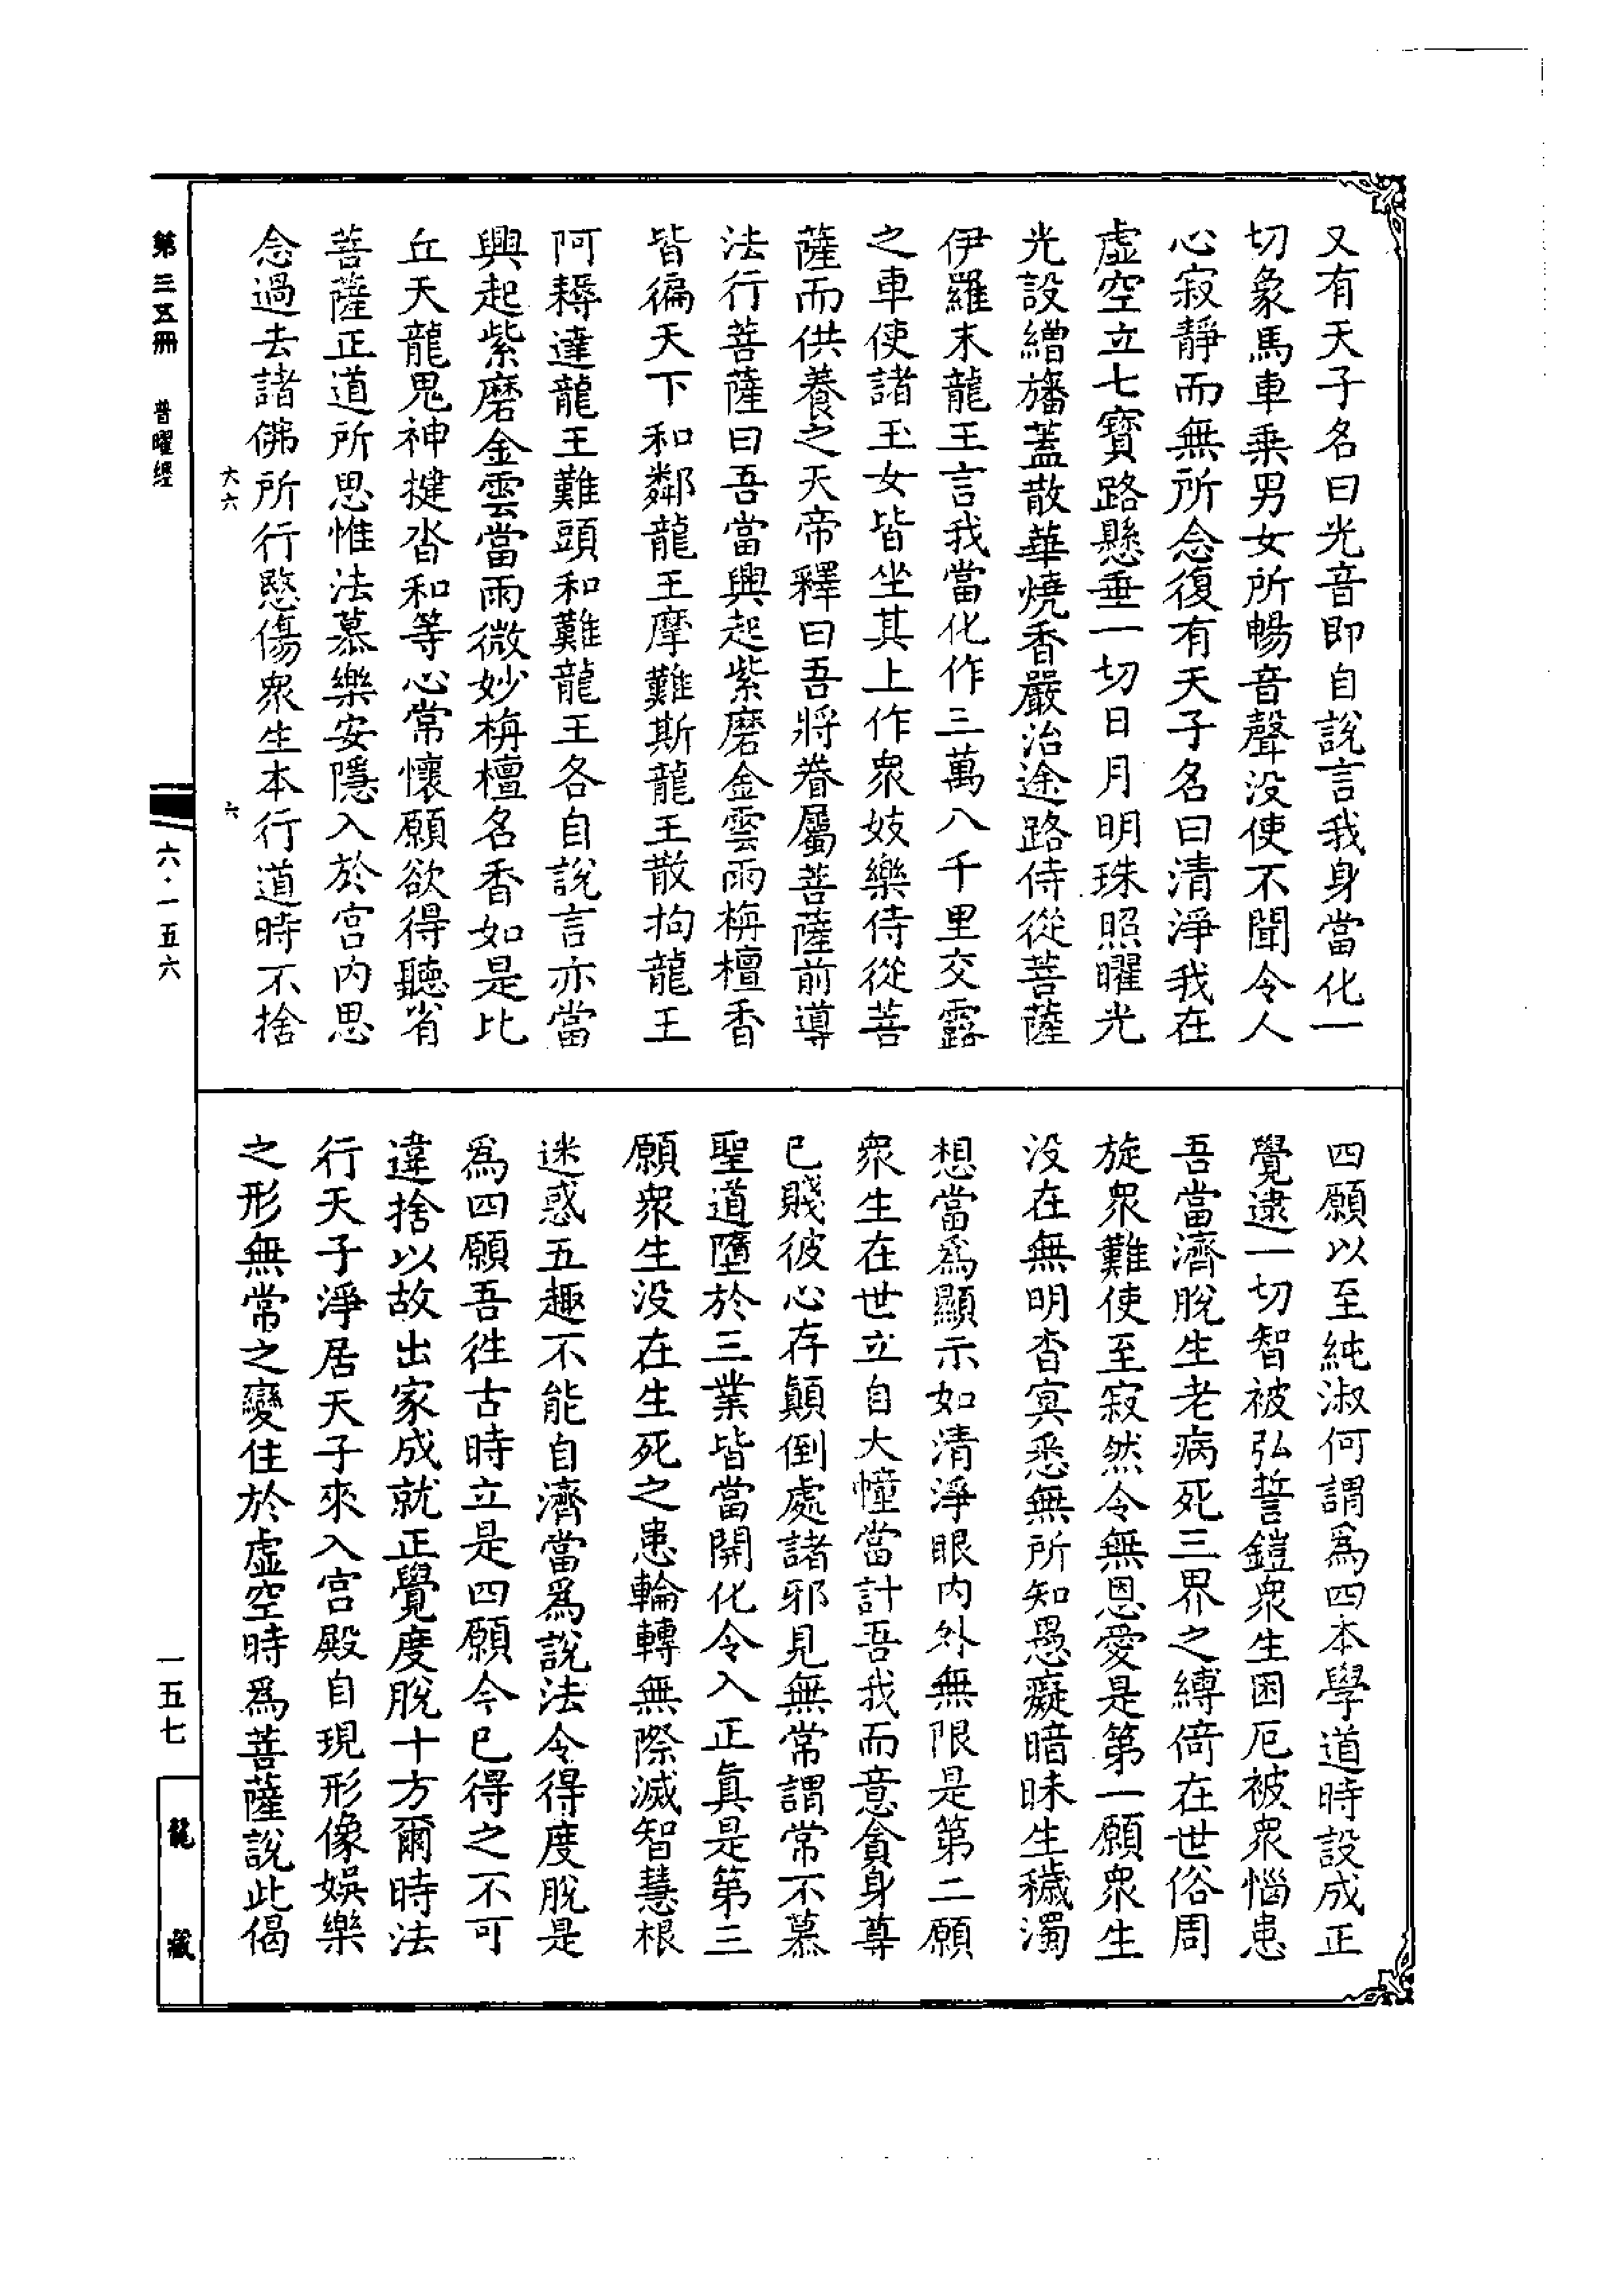 又有天子名曰光音即自說言我身當化一
切象馬車乗男女所暢音聲没使不聞令人
心寂靜而無所念復有天子名曰清淨我在
虛空立七寶路懸垂一切日月明珠照曜光
光設繒旛蓋散華燒香嚴治途路侍從菩薩
伊羅末龍王言我當化作三萬八千里交露
之車使諸玉女皆坐其上作衆妓樂侍從菩
薩而供養之天帝釋曰吾將眷屬菩薩前導
法行菩薩曰吾當興起紫磨金雲雨栴檀香
皆徧天下和鄰龍王摩難斯龍王散拘龍王
阿耨達龍王難頭和難龍王各自說言亦當
興起紫磨金雲當雨微妙栴檀名香如是比
丘天龍鬼神揵沓和等心常懷願欲得聽省
菩薩正道所思惟法慕樂安隱入於宮內思
念過去諸佛所行愍傷衆生本行道時不捨
大六
六
四願以至純淑何謂爲四本學道時設成正
覺逮一切智被弘誓鎧衆生困厄被衆惱患
吾當濟脫生老病死三界之縛倚在世俗周
旋衆難使至寂然令無恩愛是第一願衆生
没在無明杳冥悉無所知愚癡暗昧生穢濁
想當爲顯示如清淨眼內外無限是第二願
衆生在世立自大幢當計吾我而意貪身尊
已賤彼心存顛倒處諸邪見無常謂常不慕
聖道墮於三業皆當開化令入正眞是第三
願衆生没在生死之患輪轉無際滅智慧根
迷惑五趣不能自濟當爲說法令得度脫是
爲四願吾徃古時立是四願今已得之不可
違捨以故出家成就正覺度脫十方爾時法
行天子淨居天子來入宮殿自現形像娛樂
之形無常之變住於虛空時爲菩薩說此偈
第三五冊
普曜經
六·一五六
一五七
龍藏